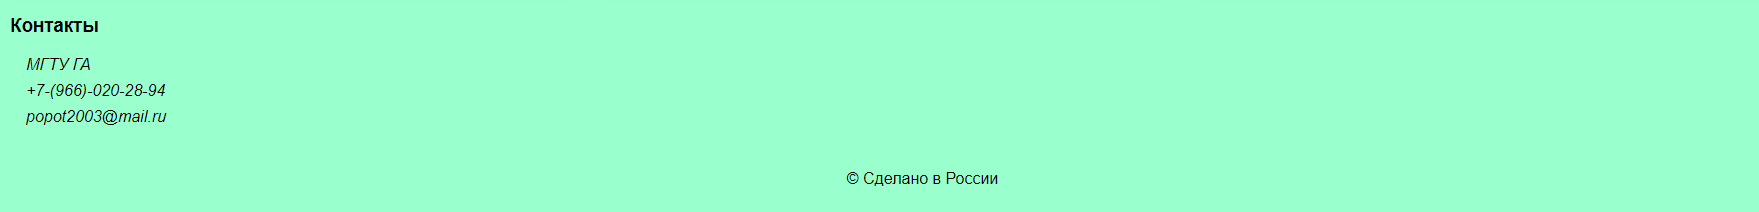 Контакты
МГТУ ГА
+7-(966)-020-28-94
popot2003@mail.ru
© Сделано в России